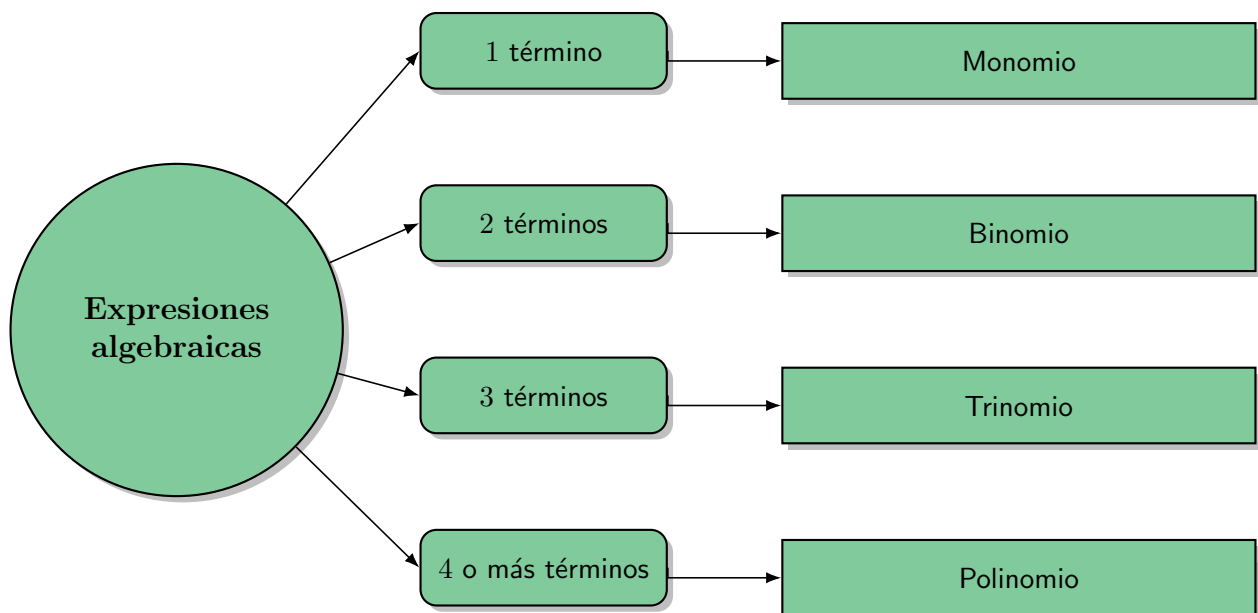 Expresiones
algebraicas
1 término
Monomio
2 términos
Binomio
3 términos
Trinomio
4 o más términos
Polinomio